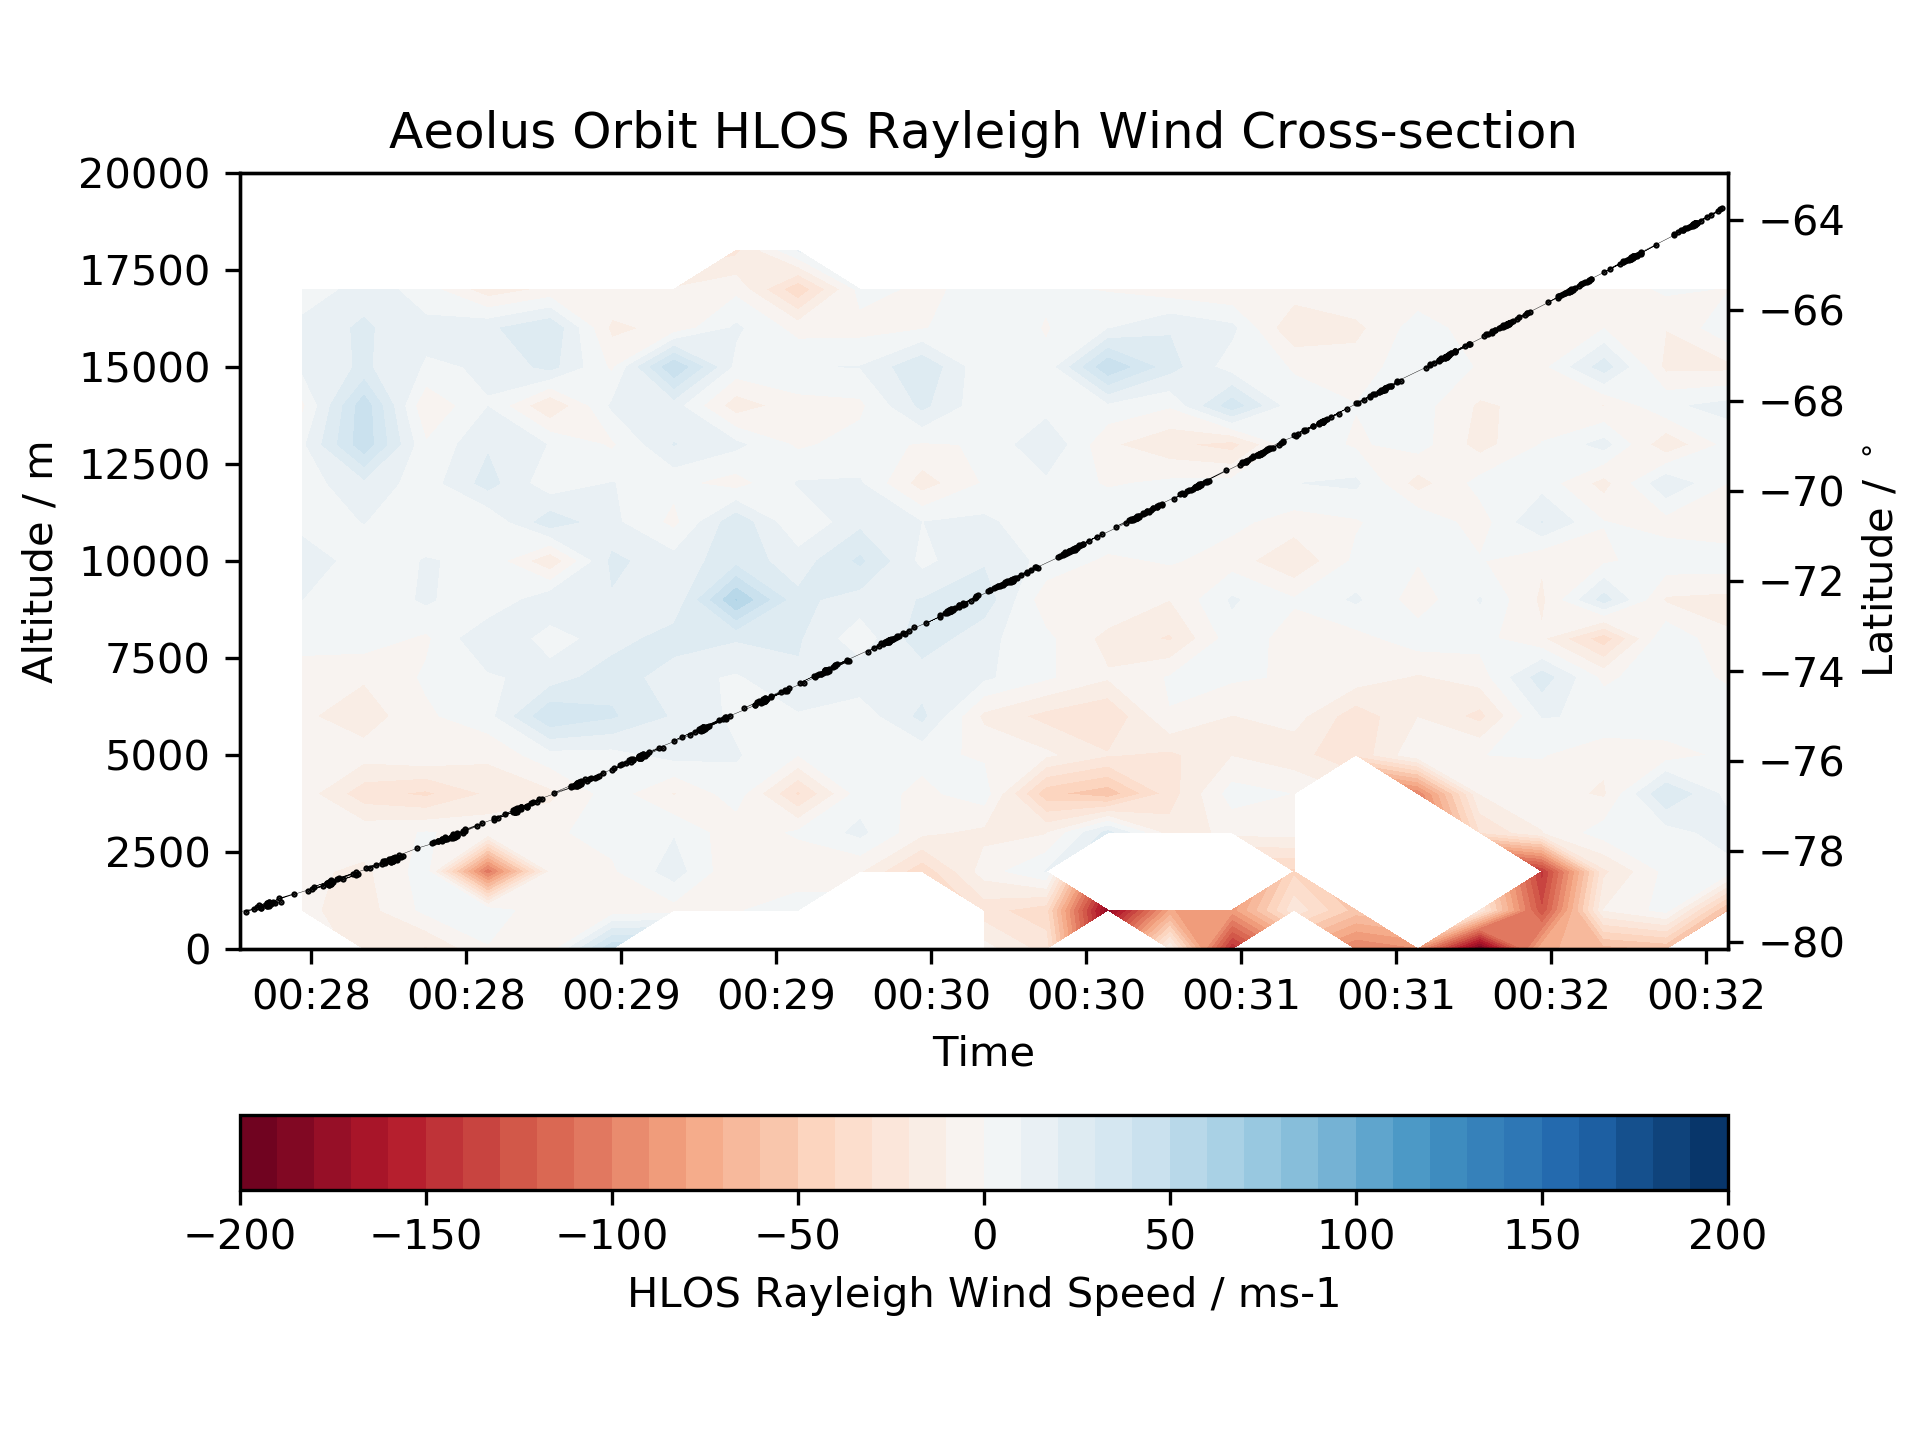 Aeolus Orbit HLOS Rayleigh Wind Cross-section
20000
17500
15000
12500
10000
7500
5000
2500
0
Altitude / m
−64
−66
−68
−70
−72
−74
−76
−78
−80
Latitude / °
00:28 00:28 00:29 00:29 00:30 00:30 00:31 00:31 00:32 00:32
Time
−200 −150 −100 −50 0 50 100 150 200
HLOS Rayleigh Wind Speed / ms-1